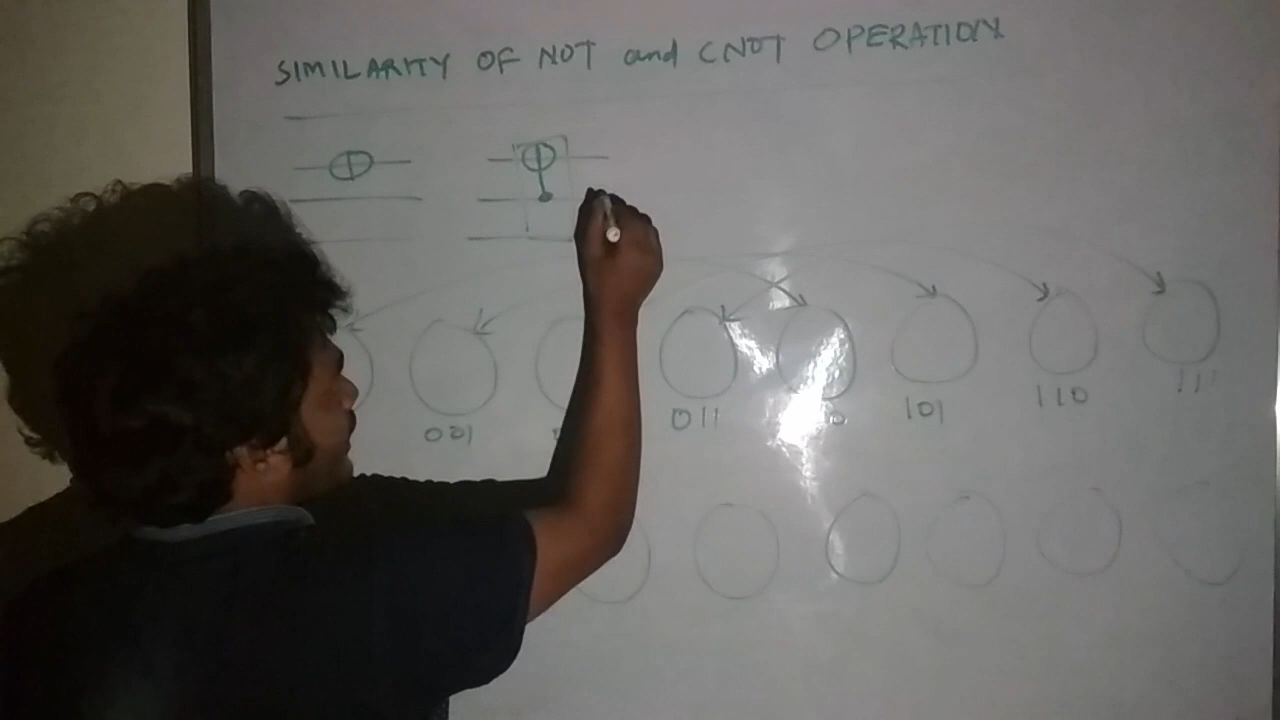 SIMILARITY OF NOT and CNOT OPERATION
001 011 101 110 111